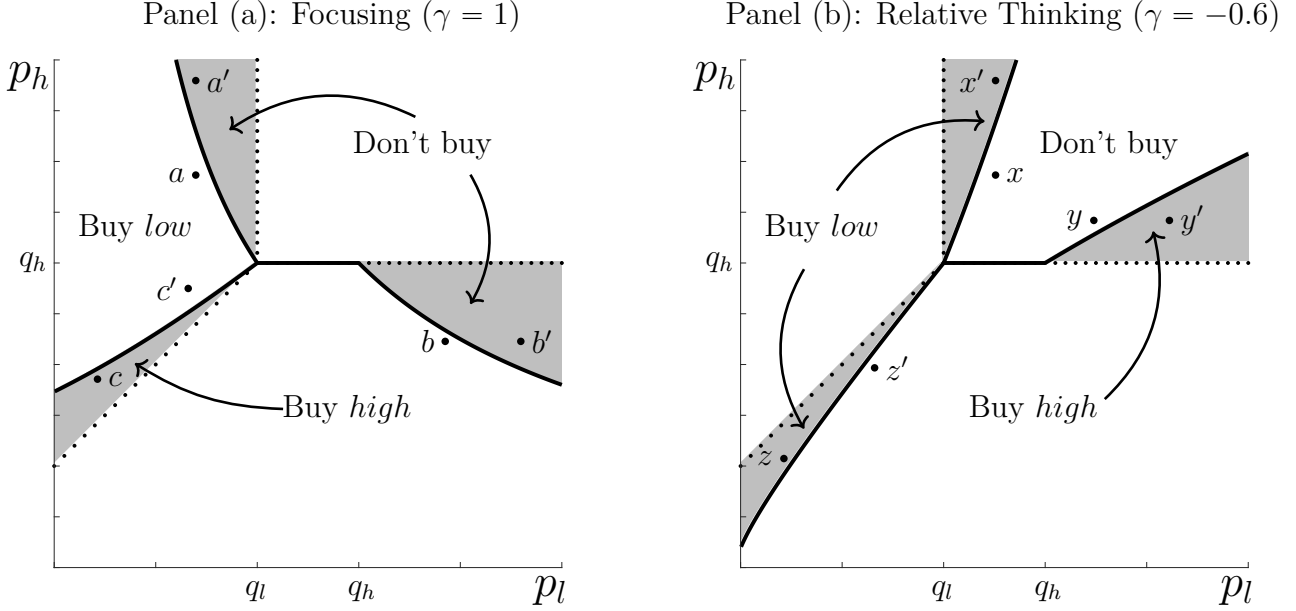 Panel (a): Focusing (γ = 1)
p_h
a′
Don't buy
a
Buy low
q_h
c′
b
b′
c
Buy high
q_l
q_h
p_l
Panel (b): Relative Thinking (γ = −0.6)
p_h
x′
Don't buy
x
Buy low
y
y′
q_h
z′
Buy high
z
q_l
q_h
p_l